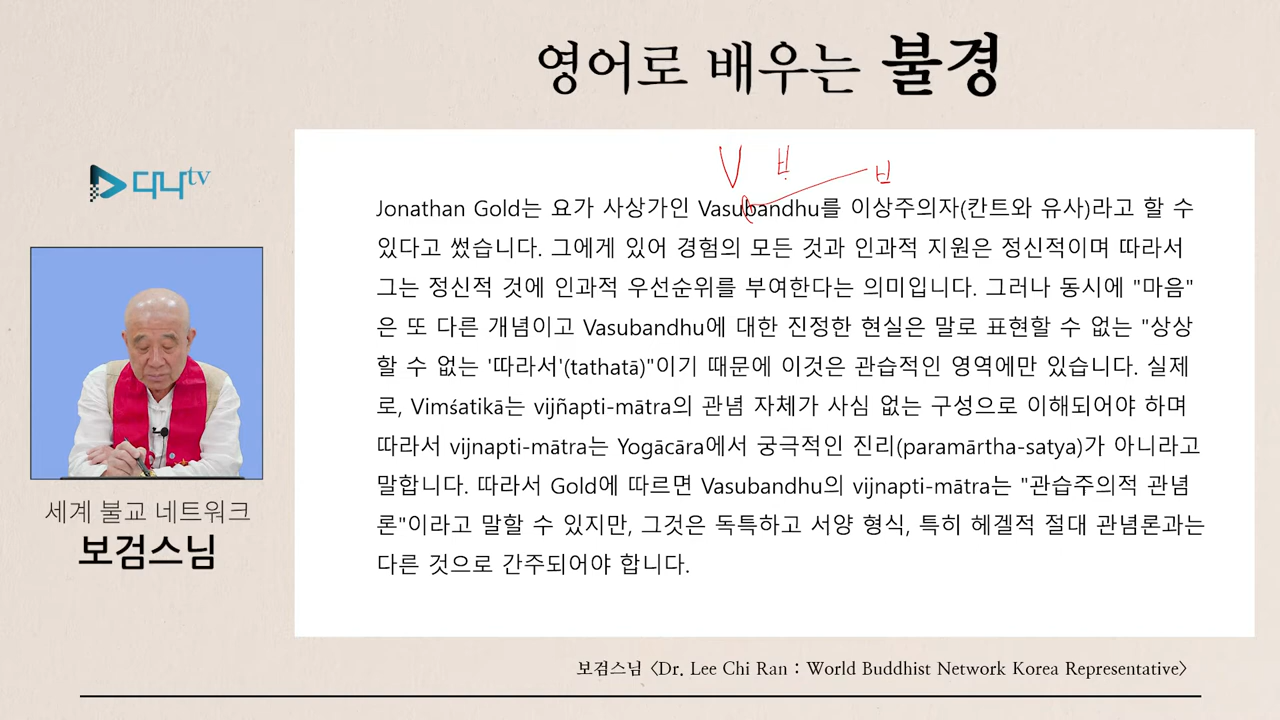 영어로 배우는 불경
디나tv
V ㅂ ㅂ
Jonathan Gold는 요가 사상가인 Vasubandhu를 이상주의자(칸트와 유사)라고 할 수
있다고 썼습니다. 그에게 있어 경험의 모든 것과 인과적 지원은 정신적이며 따라서
그는 정신적 것에 인과적 우선순위를 부여한다는 의미입니다. 그러나 동시에 "마음"
은 또 다른 개념이고 Vasubandhu에 대한 진정한 현실은 말로 표현할 수 없는 "상상
할 수 없는 '따라서'(tathatā)"이기 때문에 이것은 관습적인 영역에만 있습니다. 실제
로, Vimśatikā는 vijñapti-mātra의 관념 자체가 사심 없는 구성으로 이해되어야 하며
따라서 vijnapti-mātra는 Yogācāra에서 궁극적인 진리(paramārtha-satya)가 아니라고
말합니다. 따라서 Gold에 따르면 Vasubandhu의 vijnapti-mātra는 "관습주의적 관념
론"이라고 말할 수 있지만, 그것은 독특하고 서양 형식, 특히 헤겔적 절대 관념론과는
다른 것으로 간주되어야 합니다.
세계 불교 네트워크
보검스님
보검스님 <Dr. Lee Chi Ran : World Buddhist Network Korea Representative>